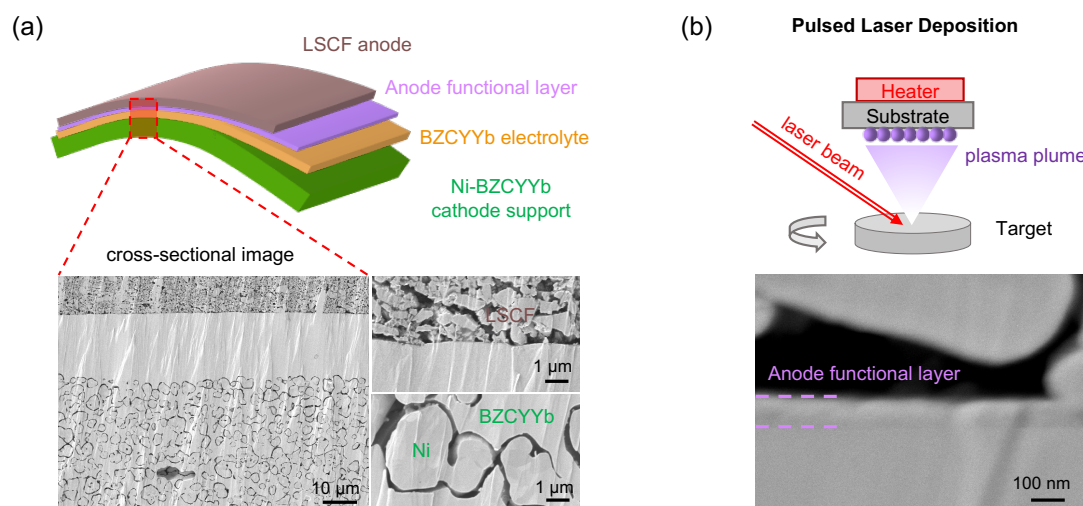 (a)
LSCF anode
Anode functional layer
BZCYYb electrolyte
Ni-BZCYYb
cathode support
cross-sectional image
10 μm
LSCF
1 μm
BZCYYb
Ni
1 μm
(b)
Pulsed Laser Deposition
Heater
Substrate
laser beam
plasma plume
Target
Anode functional layer
100 nm